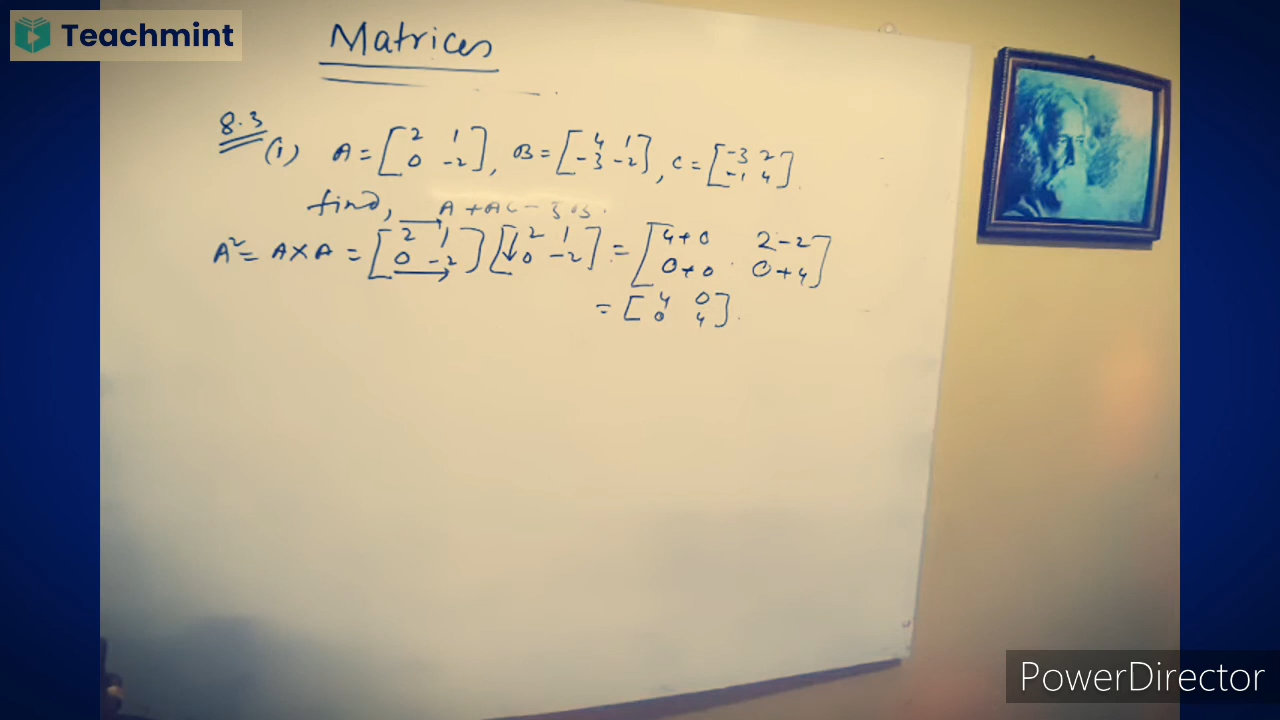 Teachmint
Matrices
8.3
(i) A = [2 1 0 -2], B = [4 1 -3 -2], C = [-3 2 -1 4].
find, A + AC - 5B.
A² = A × A = [2 1 0 -2] [2 1 0 -2] = [4+0 2-2 0+0 0+4]
= [4 0 0 4].
PowerDirector